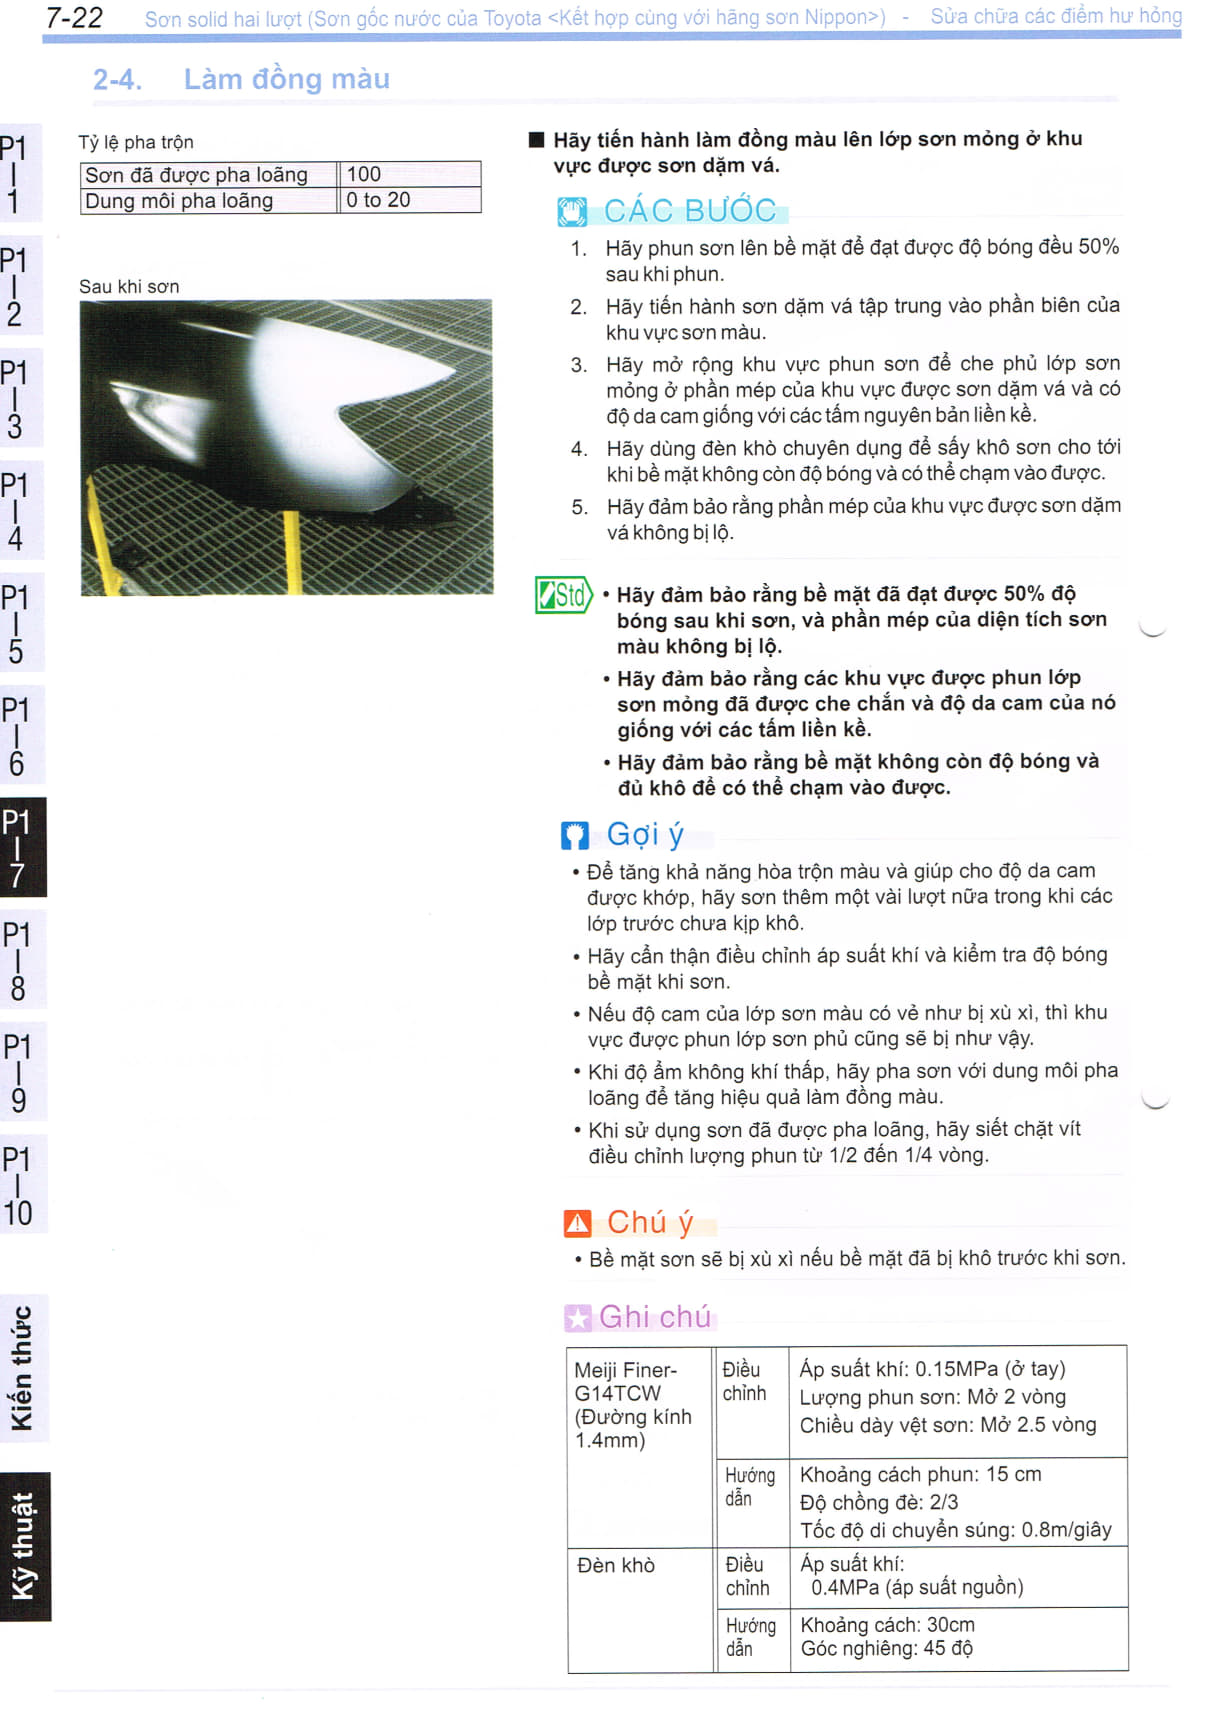 7-22 Sơn solid hai lượt (Sơn gốc nước của Toyota <Kết hợp cùng với hãng sơn Nippon>) - Sửa chữa các điểm hư hỏng
2-4. Làm đồng màu
P1
1
P1
2
P1
3
P1
4
P1
5
P1
6
P1
7
P1
8
P1
9
P1
10
Kiến thức
Kỹ thuật
Tỷ lệ pha trộn
Sơn đã được pha loãng 100
Dung môi pha loãng 0 to 20
Sau khi sơn
■ Hãy tiến hành làm đồng màu lên lớp sơn mỏng ở khu
vực được sơn dặm vá.
CÁC BƯỚC
1. Hãy phun sơn lên bề mặt để đạt được độ bóng đều 50%
sau khi phun.
2. Hãy tiến hành sơn dặm vá tập trung vào phần biên của
khu vực sơn màu.
3. Hãy mở rộng khu vực phun sơn để che phủ lớp sơn
mỏng ở phần mép của khu vực được sơn dặm vá và có
độ da cam giống với các tấm nguyên bản liền kề.
4. Hãy dùng đèn khò chuyên dụng để sấy khô sơn cho tới
khi bề mặt không còn độ bóng và có thể chạm vào được.
5. Hãy đảm bảo rằng phần mép của khu vực được sơn dặm
vá không bị lộ.
Std
• Hãy đảm bảo rằng bề mặt đã đạt được 50% độ
bóng sau khi sơn, và phần mép của diện tích sơn
màu không bị lộ.
• Hãy đảm bảo rằng các khu vực được phun lớp
sơn mỏng đã được che chắn và độ da cam của nó
giống với các tấm liền kề.
• Hãy đảm bảo rằng bề mặt không còn độ bóng và
đủ khô để có thể chạm vào được.
Gợi ý
• Để tăng khả năng hòa trộn màu và giúp cho độ da cam
được khớp, hãy sơn thêm một vài lượt nữa trong khi các
lớp trước chưa kịp khô.
• Hãy cẩn thận điều chỉnh áp suất khí và kiểm tra độ bóng
bề mặt khi sơn.
• Nếu độ cam của lớp sơn màu có vẻ như bị xù xì, thì khu
vực được phun lớp sơn phủ cũng sẽ bị như vậy.
• Khi độ ẩm không khí thấp, hãy pha sơn với dung môi pha
loãng để tăng hiệu quả làm đồng màu.
• Khi sử dụng sơn đã được pha loãng, hãy siết chặt vít
điều chỉnh lượng phun từ 1/2 đến 1/4 vòng.
Chú ý
• Bề mặt sơn sẽ bị xù xì nếu bề mặt đã bị khô trước khi sơn.
Ghi chú
Meiji Finer-
G14TCW
(Đường kính
1.4mm)
Điều
chỉnh
Áp suất khí: 0.15MPa (ở tay)
Lượng phun sơn: Mở 2 vòng
Chiều dày vệt sơn: Mở 2.5 vòng
Hướng
dẫn
Khoảng cách phun: 15 cm
Độ chồng đè: 2/3
Tốc độ di chuyển súng: 0.8m/giây
Đèn khò
Điều
chỉnh
Áp suất khí:
0.4MPa (áp suất nguồn)
Hướng
dẫn
Khoảng cách: 30cm
Góc nghiêng: 45 độ